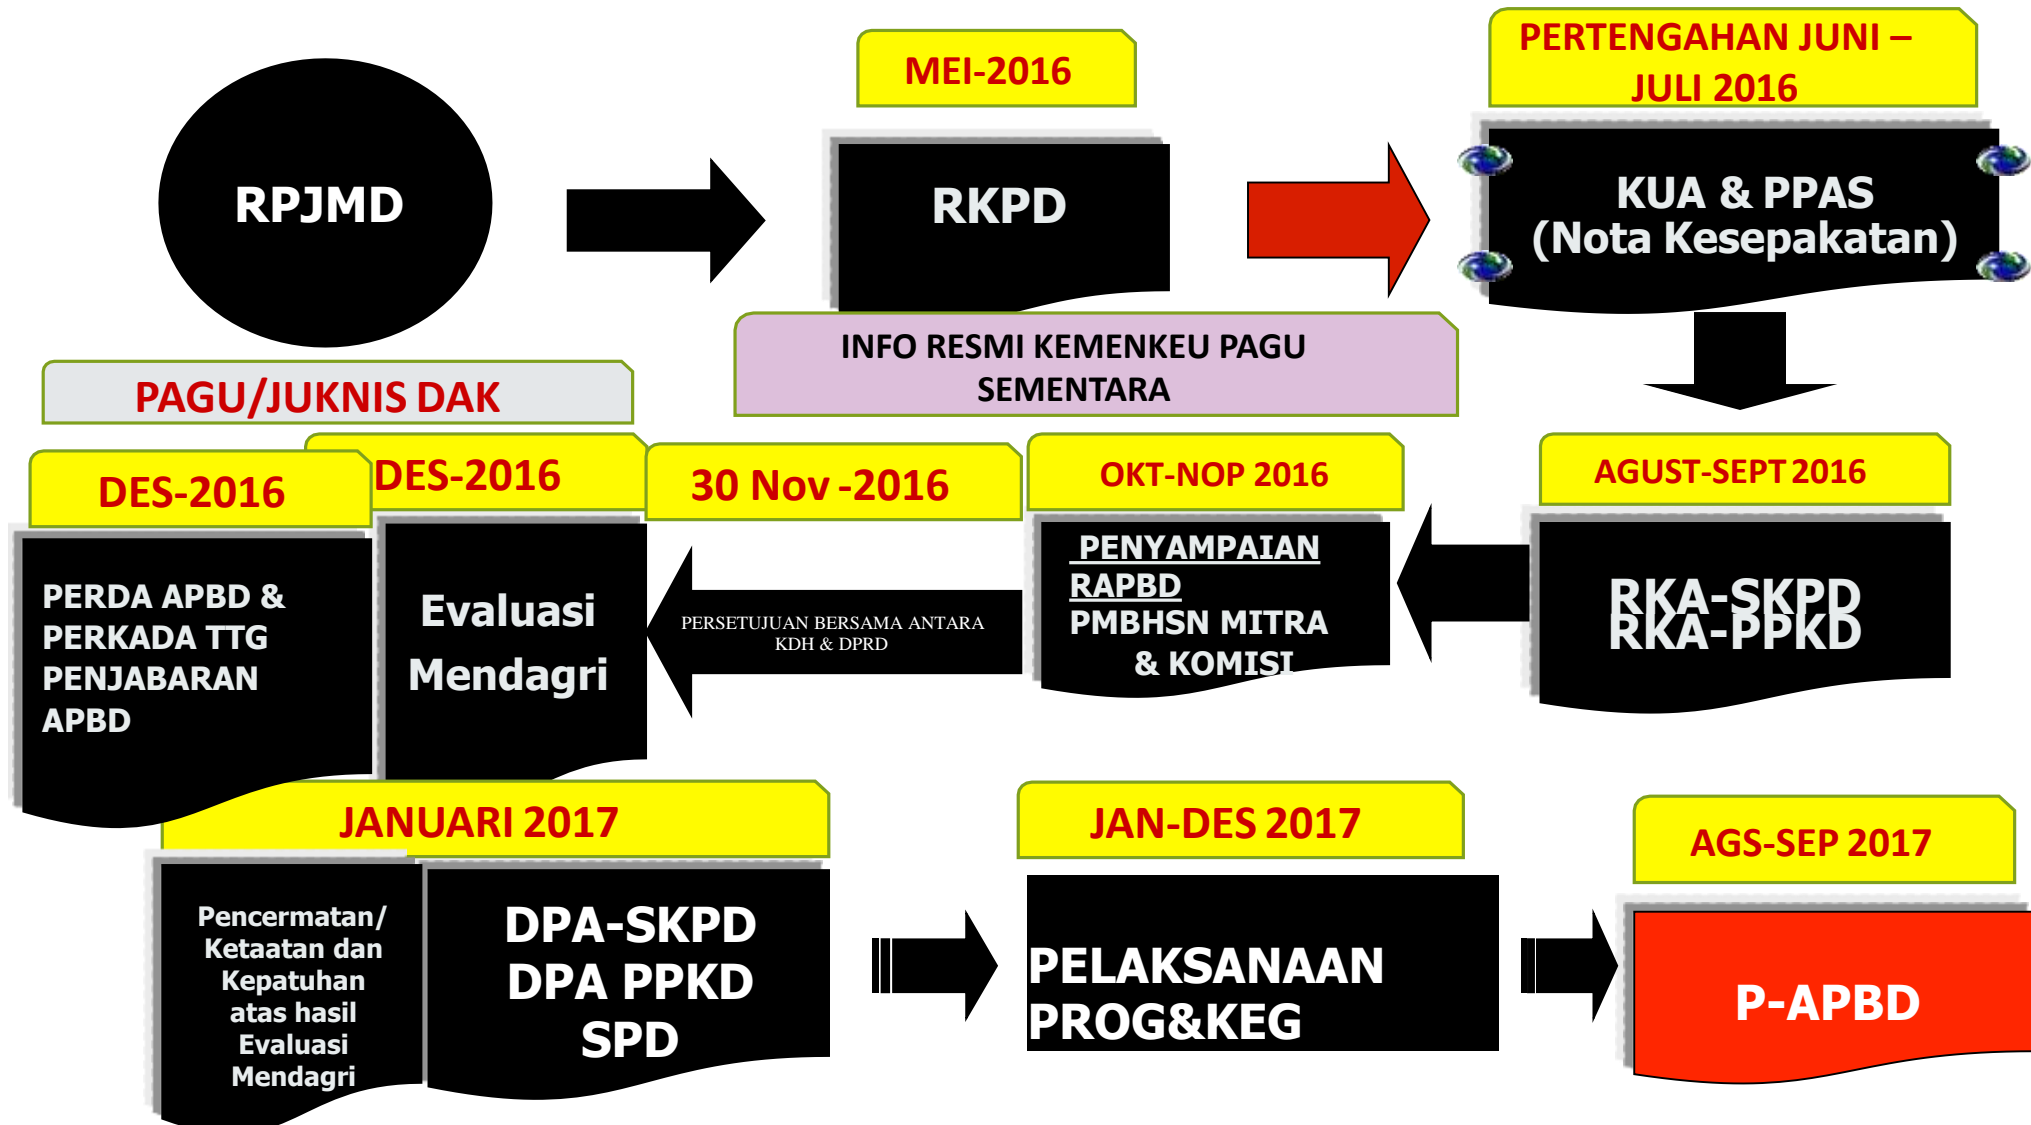 MEI-2016
PERTENGAHAN JUNI –
JULI 2016
RPJMD
RKPD
KUA & PPAS
(Nota Kesepakatan)
INFO RESMI KEMENKEU PAGU
SEMENTARA
PAGU/JUKNIS DAK
DES-2016
DES-2016
30 Nov -2016
OKT-NOP 2016
AGUST-SEPT 2016
PERDA APBD &
PERKADA TTG
PENJABARAN
APBD
Evaluasi
Mendagri
PERSETUJUAN BERSAMA ANTARA
KDH & DPRD
PENYAMPAIAN
RAPBD
PMBHSN MITRA
& KOMISI
RKA-SKPD
RKA-PPKD
JANUARI 2017
JAN-DES 2017
AGS-SEP 2017
Pencermatan/
Ketaatan dan
Kepatuhan
atas hasil
Evaluasi
Mendagri
DPA-SKPD
DPA PPKD
SPD
PELAKSANAAN
PROG&KEG
P-APBD